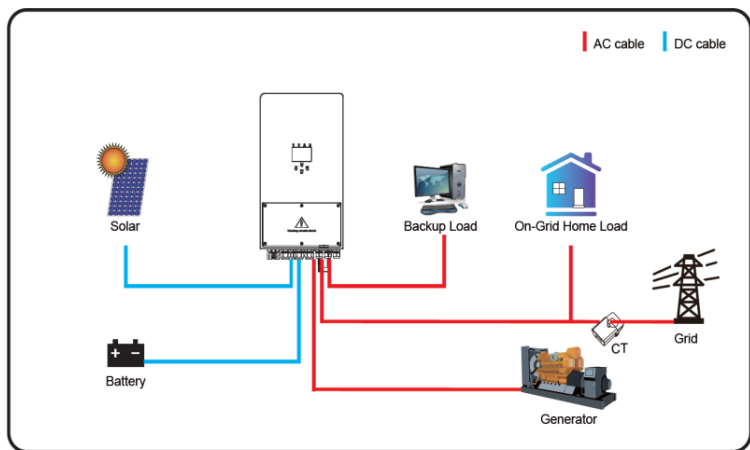 AC cable
DC cable
Solar
Backup Load
On-Grid Home Load
CT
Grid
Battery
Generator